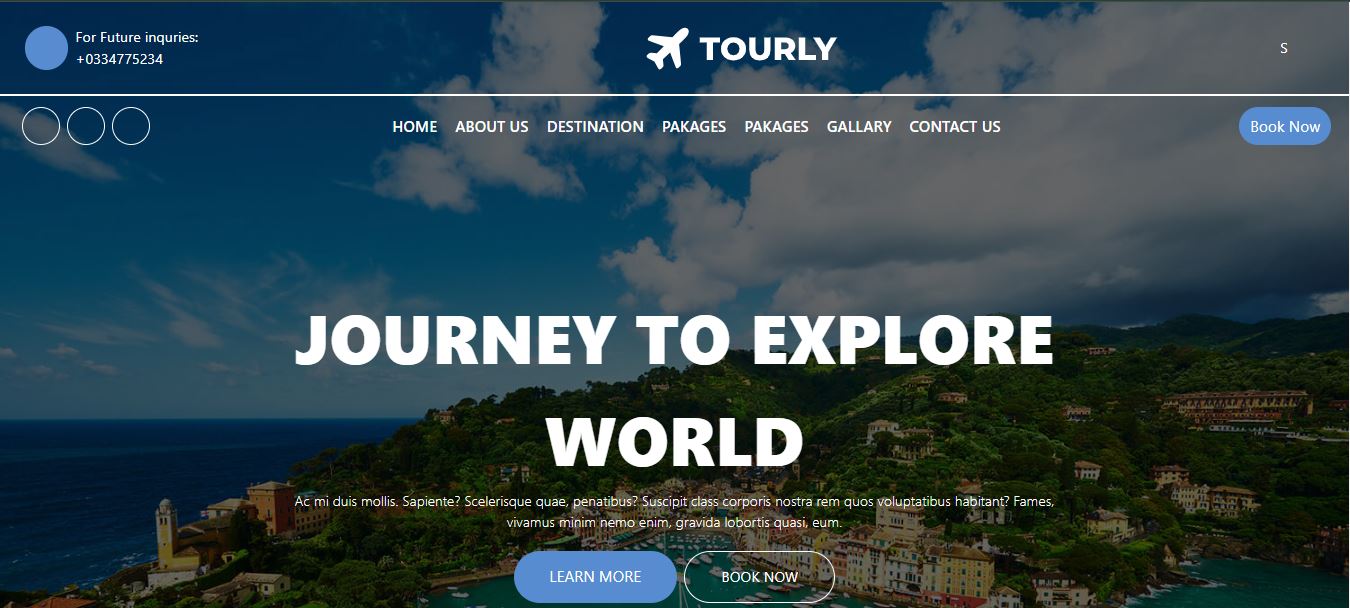 For Future inquries:
+0334775234
TOURLY
S
HOME ABOUT US DESTINATION PAKAGES PAKAGES GALLARY CONTACT US
Book Now
JOURNEY TO EXPLORE
WORLD
Ac mi duis mollis. Sapiente? Scelerisque quae, penatibus? Suscipit class corporis nostra rem quos voluptatibus habitant? Fames,
vivamus minim nemo enim, gravida lobortis quasi, eum.
LEARN MORE
BOOK NOW